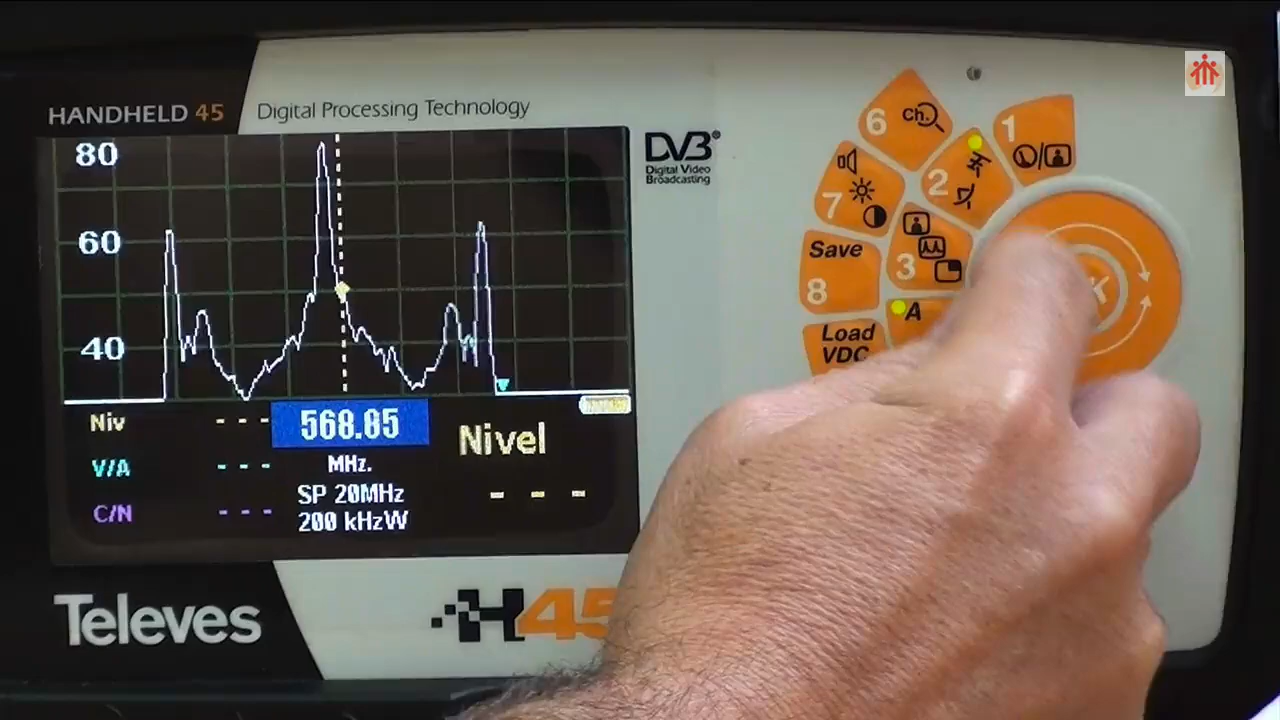 HANDHELD 45
Digital Processing Technology
80
60
40
DVB
Digital Video
Broadcasting
6 ch.
1
7
2
3
Save
8
A
Load
VDC
K
Niv - - -
568.85
Nivel
V/A - - -
MHz.
C/N - - -
SP 20MHz
- - -
200 kHzW
Televes
H45